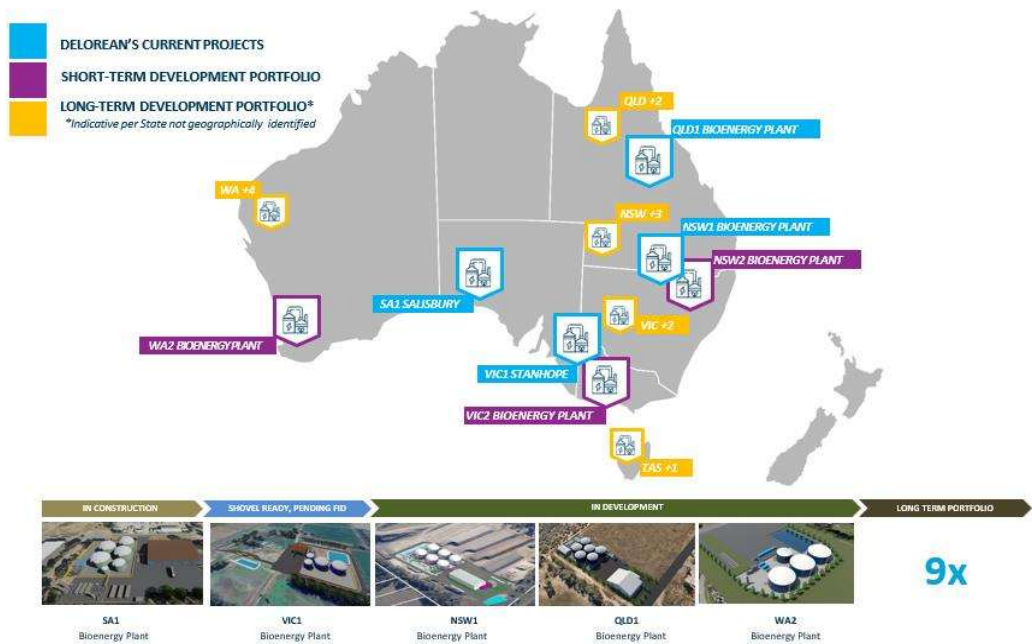 DELOREAN'S CURRENT PROJECTS
SHORT-TERM DEVELOPMENT PORTFOLIO
LONG-TERM DEVELOPMENT PORTFOLIO*
*Indicative per State not geographically identified
QLD +2
QLD1 BIOENERGY PLANT
WA +4
NSW +3
NSW1 BIOENERGY PLANT
NSW2 BIOENERGY PLANT
SA1 SALISBURY
VIC +2
WA2 BIOENERGY PLANT
VIC1 STANHOPE
VIC2 BIOENERGY PLANT
TAS +1
IN CONSTRUCTION
SHOVEL READY, PENDING FID
IN DEVELOPMENT
LONG TERM PORTFOLIO
9x
SA1
Bioenergy Plant
VIC1
Bioenergy Plant
NSW1
Bioenergy Plant
QLD1
Bioenergy Plant
WA2
Bioenergy Plant